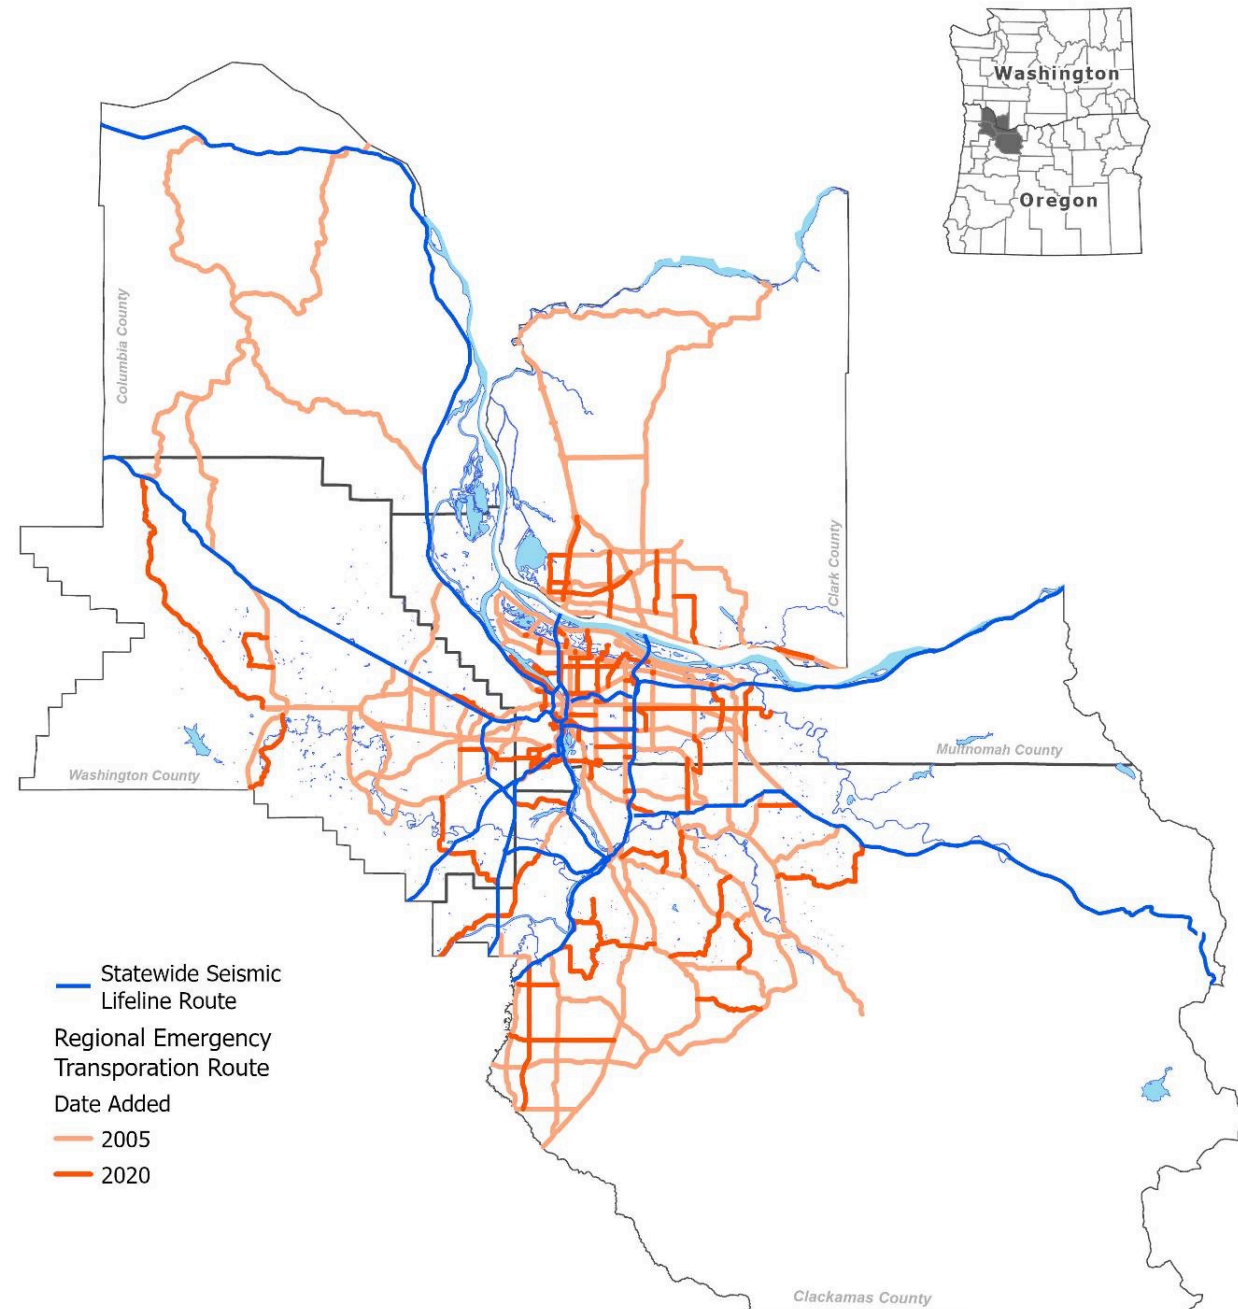 Washington
Oregon
Columbia County
Clark County
Multnomah County
Washington County
Statewide Seismic
Lifeline Route
Regional Emergency
Transporation Route
Date Added
2005
2020
Clackamas County